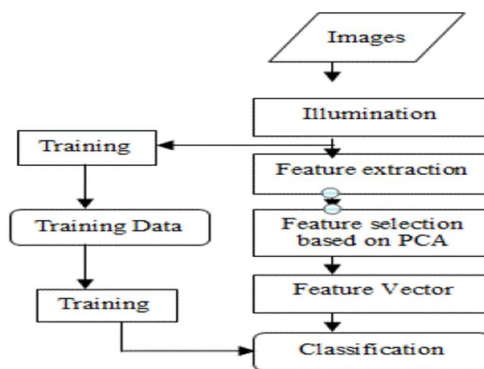 Images
Illumination
Training
Feature extraction
Training Data
Feature selection
based on PCA
Training
Feature Vector
Classification